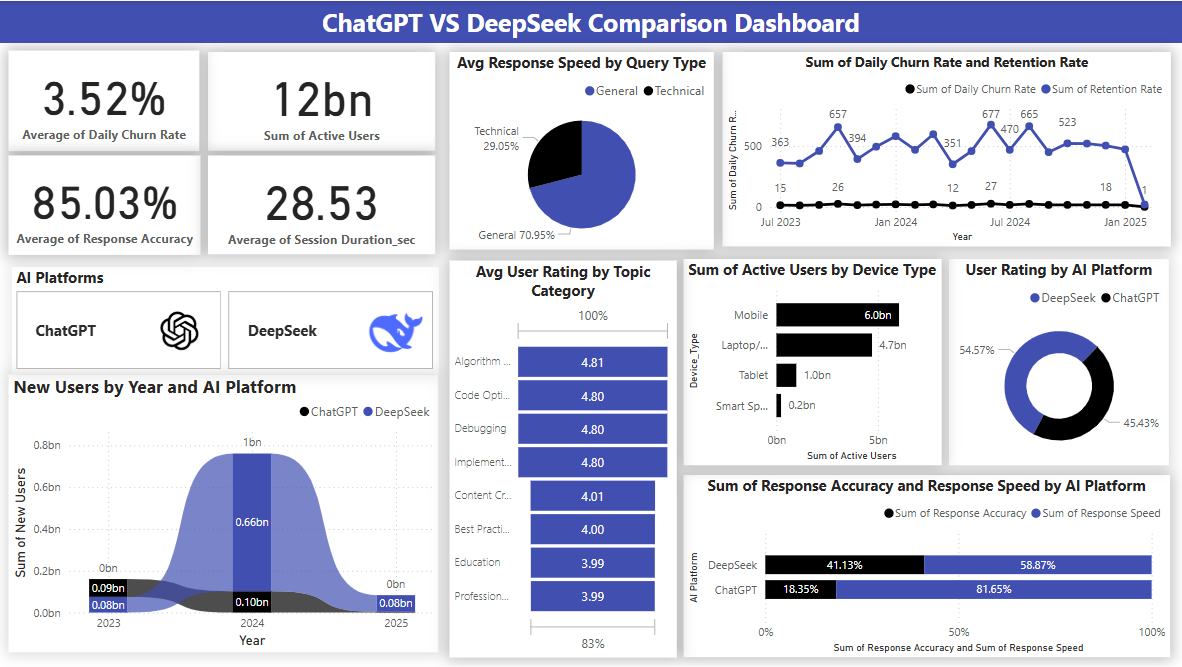 ChatGPT VS DeepSeek Comparison Dashboard
3.52%
Average of Daily Churn Rate
12bn
Sum of Active Users
85.03%
Average of Response Accuracy
28.53
Average of Session Duration_sec
AI Platforms
ChatGPT
DeepSeek
New Users by Year and AI Platform
ChatGPT DeepSeek
Sum of New Users
0.8bn
0.6bn
0.4bn
0.2bn
0.0bn
0bn
0.09bn
0.08bn
1bn
0.66bn
0.10bn
0bn
0.08bn
2023 2024 2025
Year
Avg Response Speed by Query Type
General Technical
Technical
29.05%
General 70.95%
Sum of Daily Churn Rate and Retention Rate
Sum of Daily Churn Rate Sum of Retention Rate
Sum of Daily Churn R...
500
0
363 657 394 351 677 470 665 523
15 26 12 27 18 1
Jul 2023 Jan 2024 Jul 2024 Jan 2025
Year
Avg User Rating by Topic
Category
100%
Algorithm ... 4.81
Code Opti... 4.80
Debugging 4.80
Implement... 4.80
Content Cr... 4.01
Best Practi... 4.00
Education 3.99
Profession... 3.99
83%
Sum of Active Users by Device Type
Device_Type
Mobile 6.0bn
Laptop/... 4.7bn
Tablet 1.0bn
Smart Sp... 0.2bn
0bn 5bn
Sum of Active Users
User Rating by AI Platform
DeepSeek ChatGPT
54.57%
45.43%
Sum of Response Accuracy and Response Speed by AI Platform
Sum of Response Accuracy Sum of Response Speed
AI Platform
DeepSeek 41.13% 58.87%
ChatGPT 18.35% 81.65%
0% 50% 100%
Sum of Response Accuracy and Sum of Response Speed